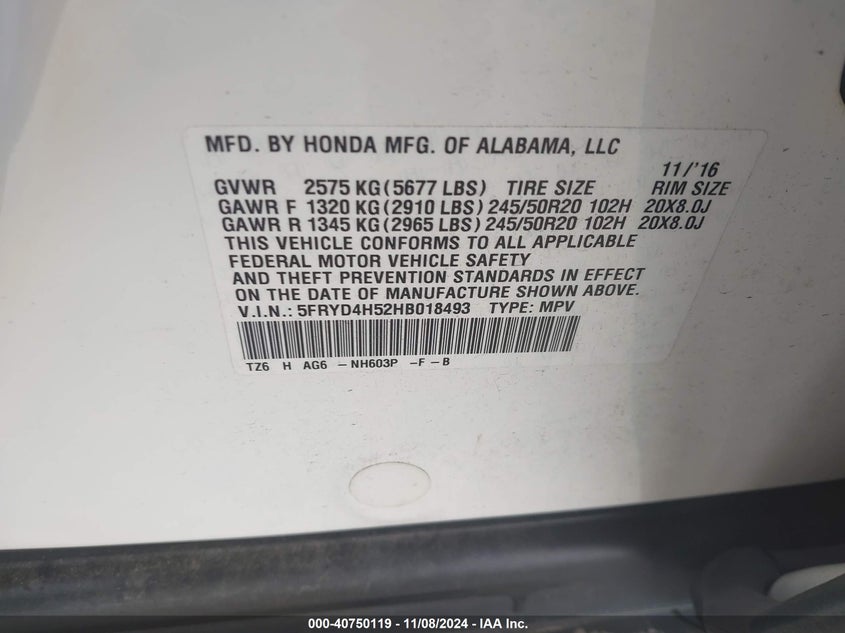 MFD. BY HONDA MFG. OF ALABAMA, LLC
11/'16
GVWR 2575 KG (5677 LBS) TIRE SIZE RIM SIZE
GAWR F 1320 KG (2910 LBS) 245/50R20 102H 20X8.0J
GAWR R 1345 KG (2965 LBS) 245/50R20 102H 20X8.0J
THIS VEHICLE CONFORMS TO ALL APPLICABLE
FEDERAL MOTOR VEHICLE SAFETY
AND THEFT PREVENTION STANDARDS IN EFFECT
ON THE DATE OF MANUFACTURE SHOWN ABOVE.
V.I.N.: 5FRYD4H52HB018493 TYPE: MPV
TZ6 H AG6 - NH603P -F-B
000-40750119 - 11/08/2024 - IAA Inc.